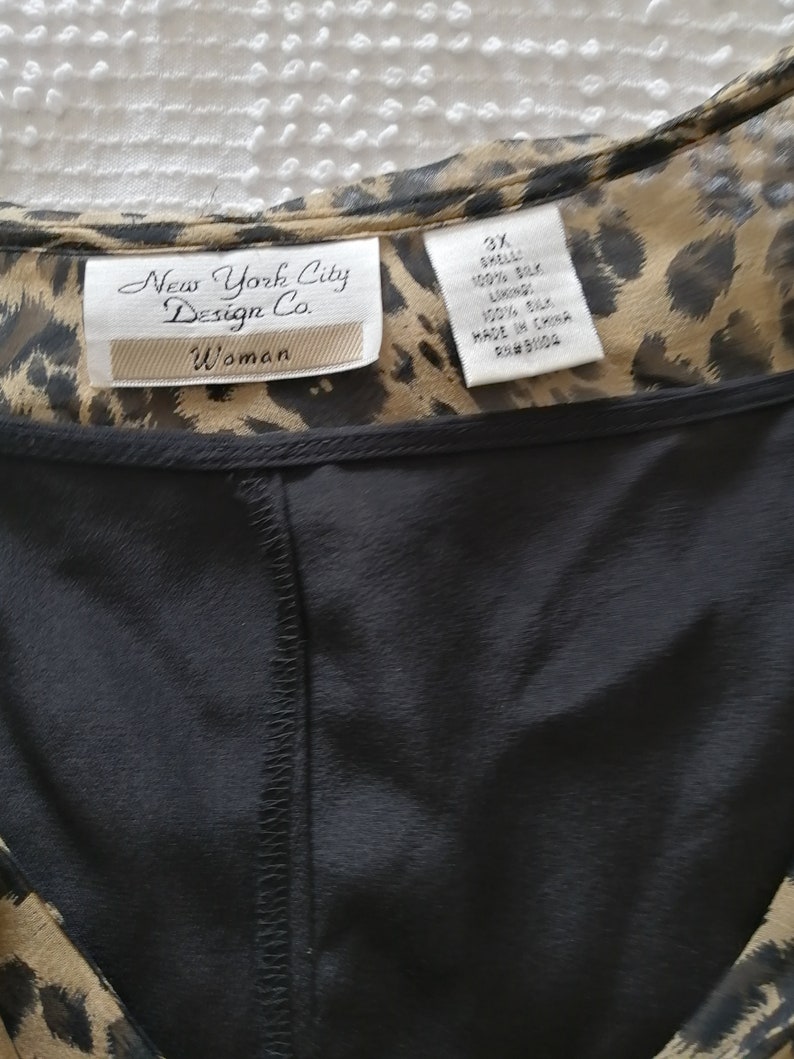 New York City
Design Co.
Woman
3X
SHELL:
100% SILK
LINING:
100% SILK
MADE IN CHINA